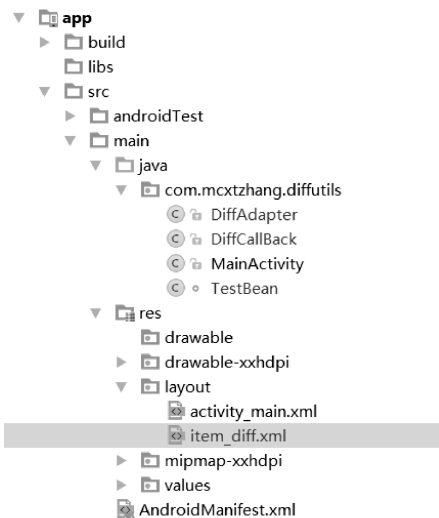 app
build
libs
src
androidTest
main
java
com.mcxtzhang.diffutils
DiffAdapter
DiffCallBack
MainActivity
TestBean
res
drawable
drawable-xxhdpi
layout
activity_main.xml
item_diff.xml
mipmap-xxhdpi
values
AndroidManifest.xml